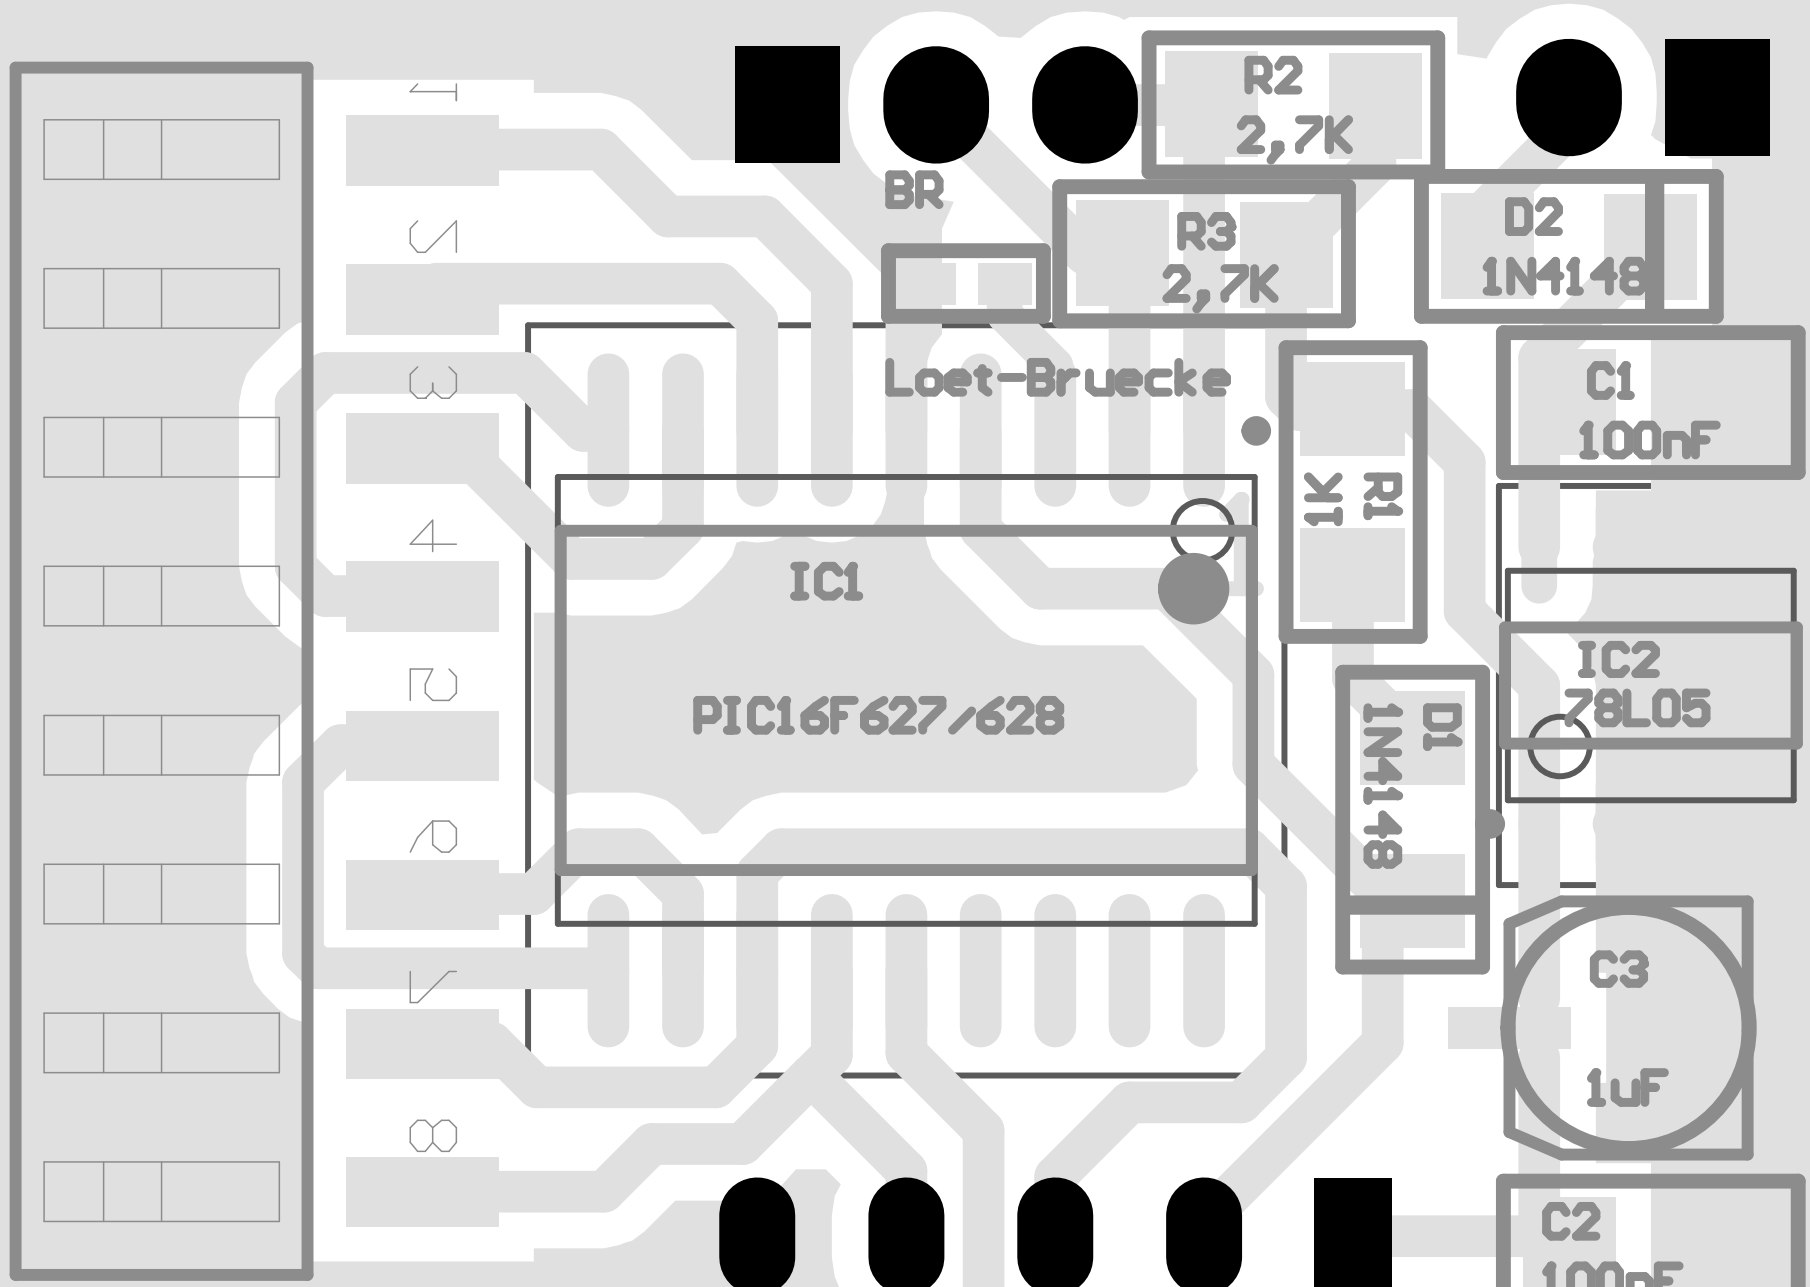 1
2
3
4
5
6
7
8
R2
2,7K
BR
R3
2,7K
D2
1N4148
Loet-Bruecke
C1
100nF
R1
1K
IC1
PIC16F627/628
IC2
78L05
D1
1N4148
C3
1uF
C2
100nF